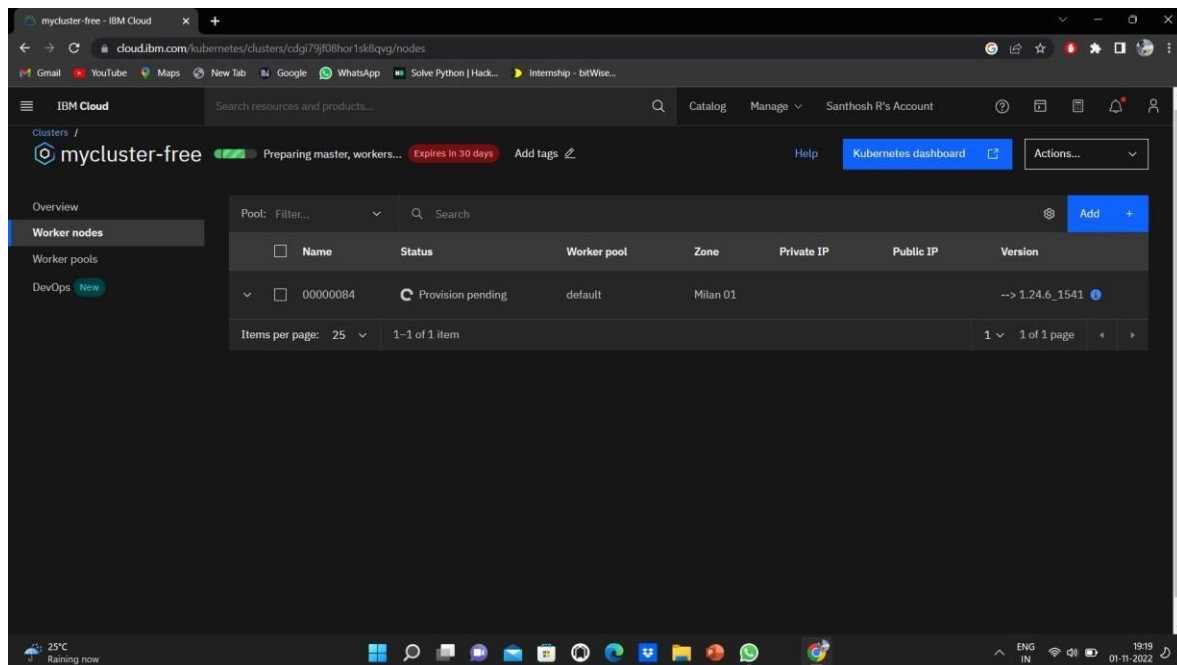 mycluster-free - IBM Cloud
cloud.ibm.com/kubernetes/clusters/cdgi79jf08hor1sk8qvg/nodes
Gmail YouTube Maps New Tab Google WhatsApp Solve Python | Hack... Internship - bitWise...
IBM Cloud Search resources and products... Catalog Manage Santhosh R's Account
Clusters /
mycluster-free Preparing master, workers... Expires in 30 days Add tags Help Kubernetes dashboard Actions...
Overview
Worker nodes
Worker pools
DevOps New
Pool: Filter... Search Add +
Name Status Worker pool Zone Private IP Public IP Version
00000084 Provision pending default Milan 01 --> 1.24.6_1541
Items per page: 25 1–1 of 1 item 1 1 of 1 page
25°C
Raining now
ENG
IN
19:19
01-11-2022